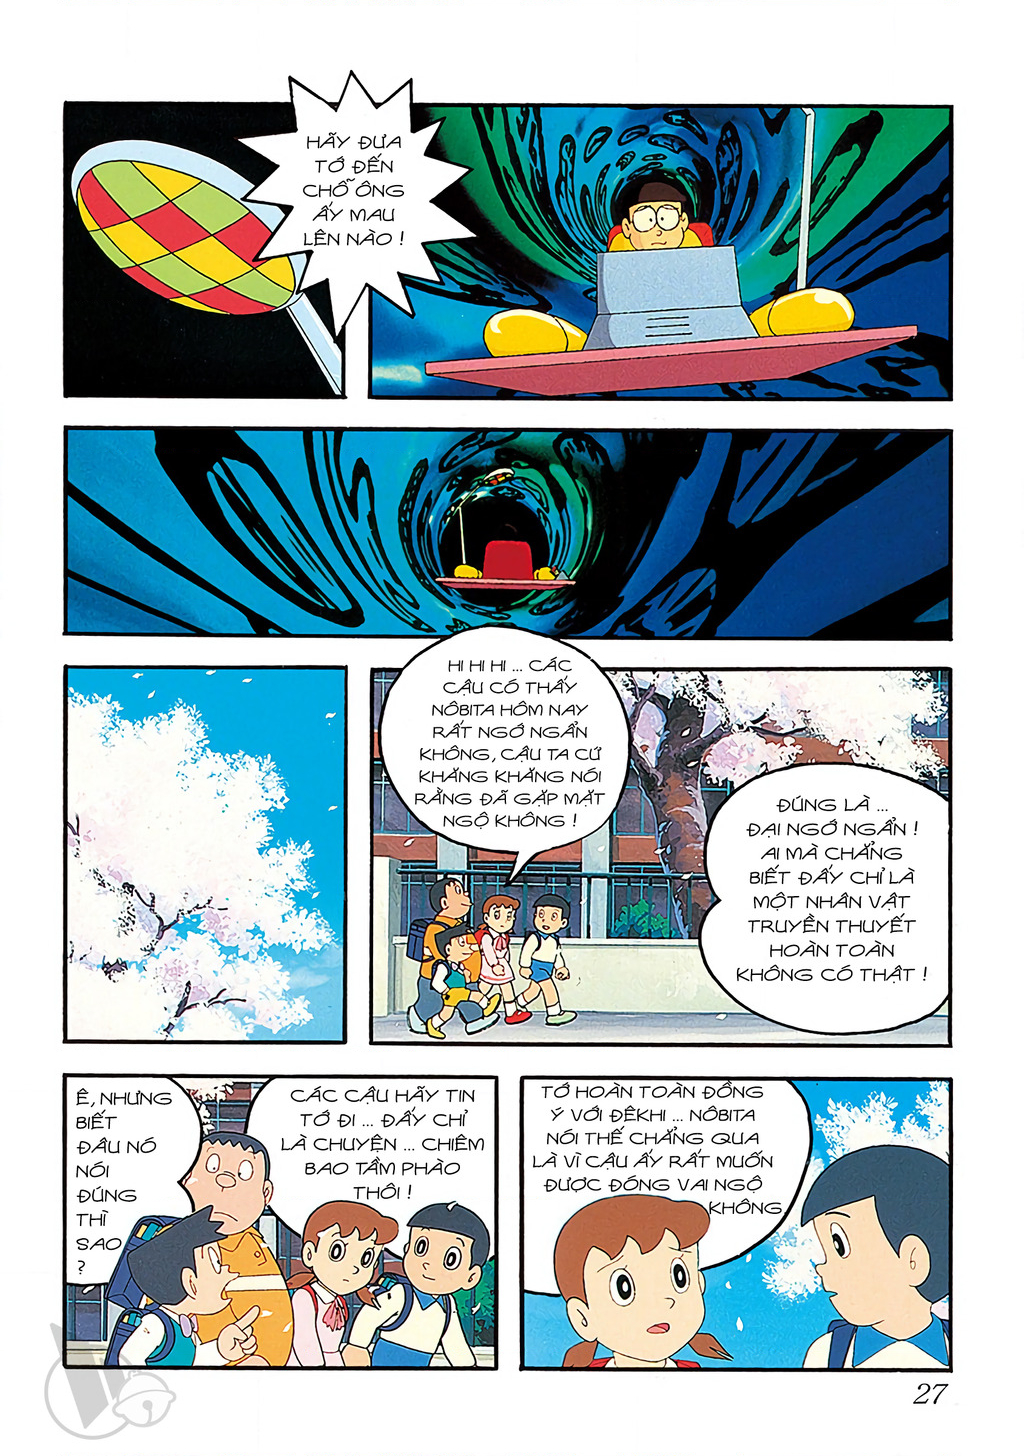 HÃY ĐƯA
TỚ ĐẾN
CHỖ ÔNG
ẤY MAU
LÊN NÀO !
HI HI HI ... CÁC
CẬU CÓ THẤY
NÔBITA HÔM NAY
RẤT NGỚ NGẨN
KHÔNG, CẬU TA CỨ
KHĂNG KHĂNG NÓI
RẰNG ĐÃ GẶP MẶT
NGỘ KHÔNG !
ĐÚNG LÀ ...
ĐẠI NGỚ NGẨN !
AI MÀ CHẲNG
BIẾT ĐẤY CHỈ LÀ
MỘT NHÂN VẬT
TRUYỀN THUYẾT
HOÀN TOÀN
KHÔNG CÓ THẬT !
Ê, NHƯNG
BIẾT
ĐÂU NÓ
NÓI
ĐÚNG
THÌ
SAO
?
CÁC CẬU HÃY TIN
TỚ ĐI ... ĐẤY CHỈ
LÀ CHUYỆN ... CHIÊM
BAO TẦM PHÀO
THÔI !
TỚ HOÀN TOÀN ĐỒNG
Ý VỚI ĐÊKHI ... NÔBITA
NÓI THẾ CHẲNG QUA
LÀ VÌ CẬU ẤY RẤT MUỐN
ĐƯỢC ĐÓNG VAI NGỘ
KHÔNG
27